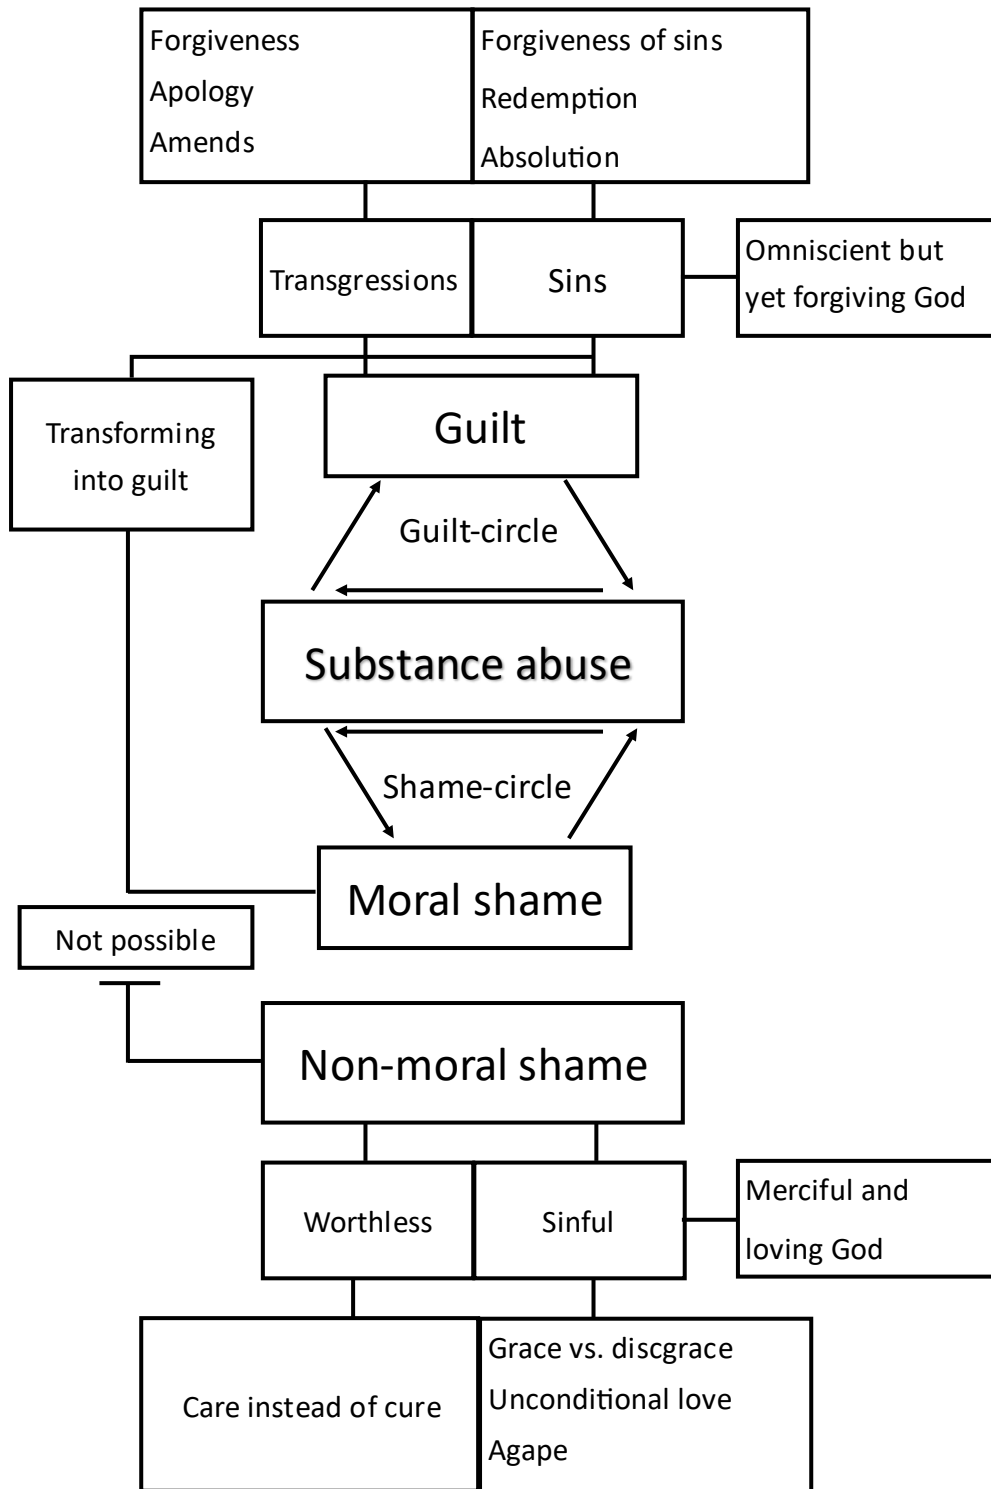 Forgiveness
Apology
Amends
Forgiveness of sins
Redemption
Absolution
Transgressions
Sins
Omniscient but
yet forgiving God
Transforming
into guilt
Guilt
Guilt-circle
Substance abuse
Shame-circle
Moral shame
Not possible
Non-moral shame
Worthless
Sinful
Merciful and
loving God
Care instead of cure
Grace vs. discgrace
Unconditional love
Agape